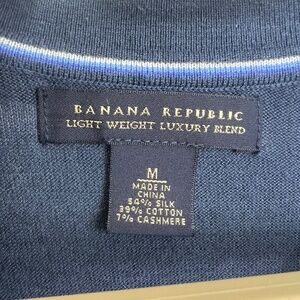 BANANA REPUBLIC
LIGHT WEIGHT LUXURY BLEND
M
MADE IN
CHINA
54% SILK
39% COTTON
7% CASHMERE